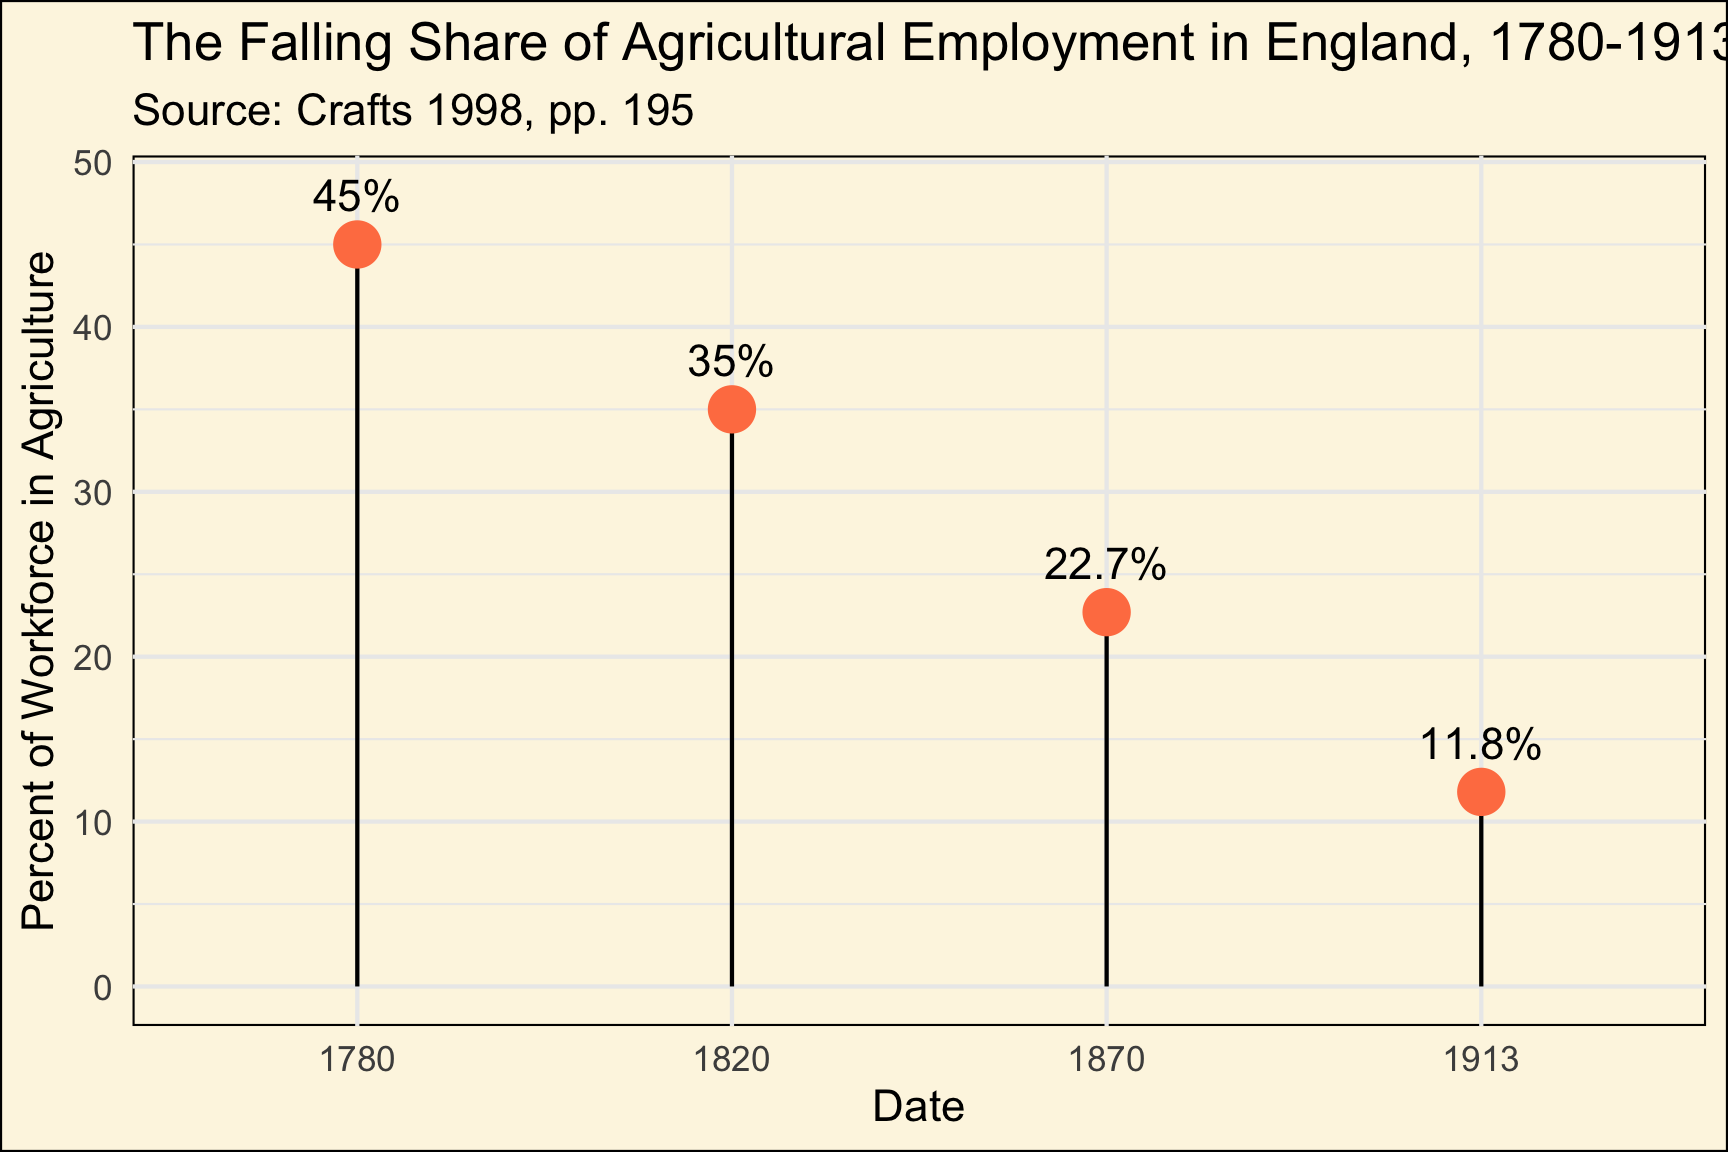 The Falling Share of Agricultural Employment in England, 1780-1913
Source: Crafts 1998, pp. 195
Percent of Workforce in Agriculture
50
40
30
20
10
0
45%
35%
22.7%
11.8%
1780 1820 1870 1913
Date